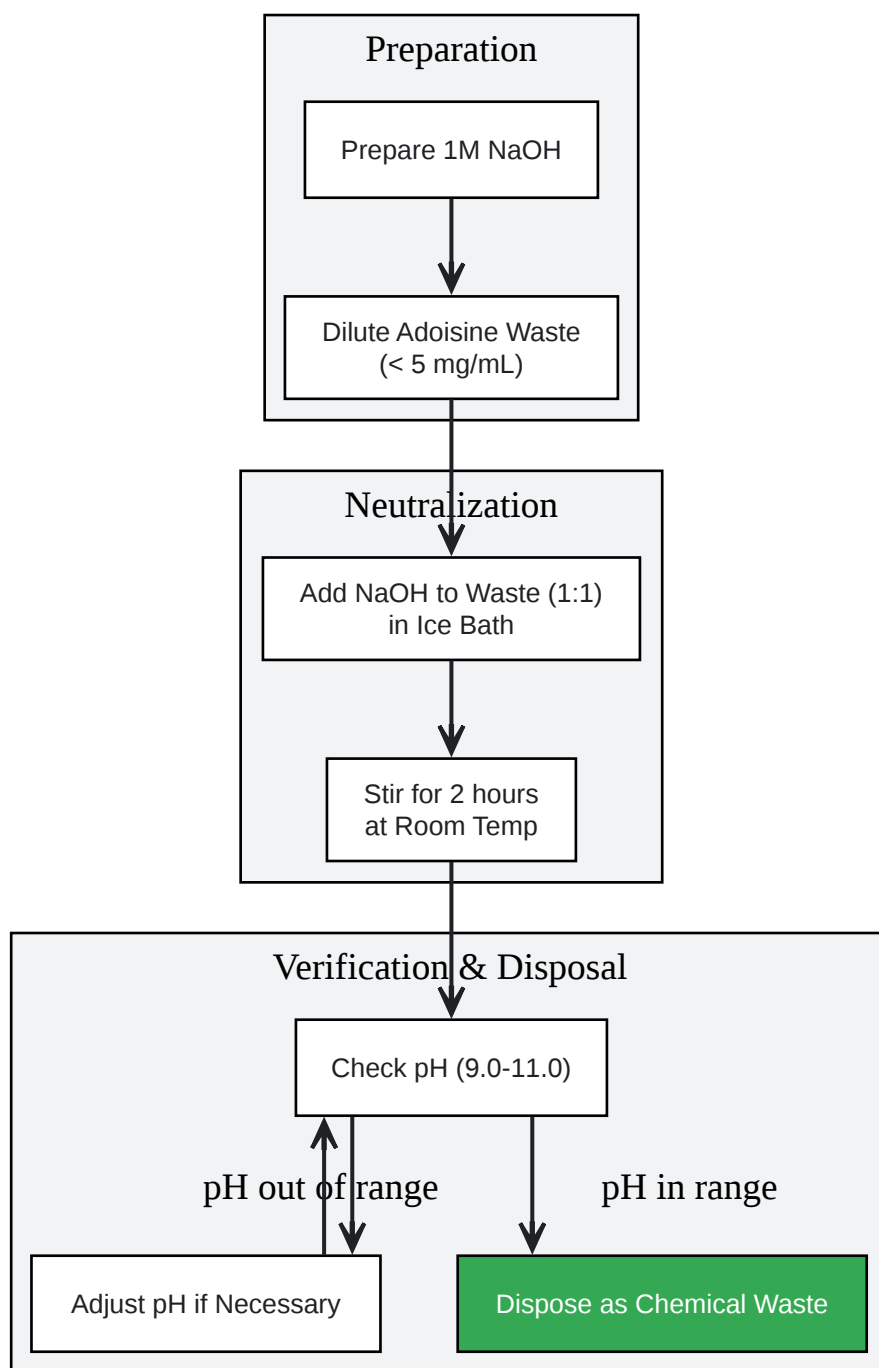 Preparation
Prepare 1M NaOH
Dilute Adoisine Waste
(< 5 mg/mL)
Neutralization
Add NaOH to Waste (1:1)
in Ice Bath
Stir for 2 hours
at Room Temp
Verification & Disposal
Check pH (9.0-11.0)
pH out of range
pH in range
Adjust pH if Necessary
Dispose as Chemical Waste